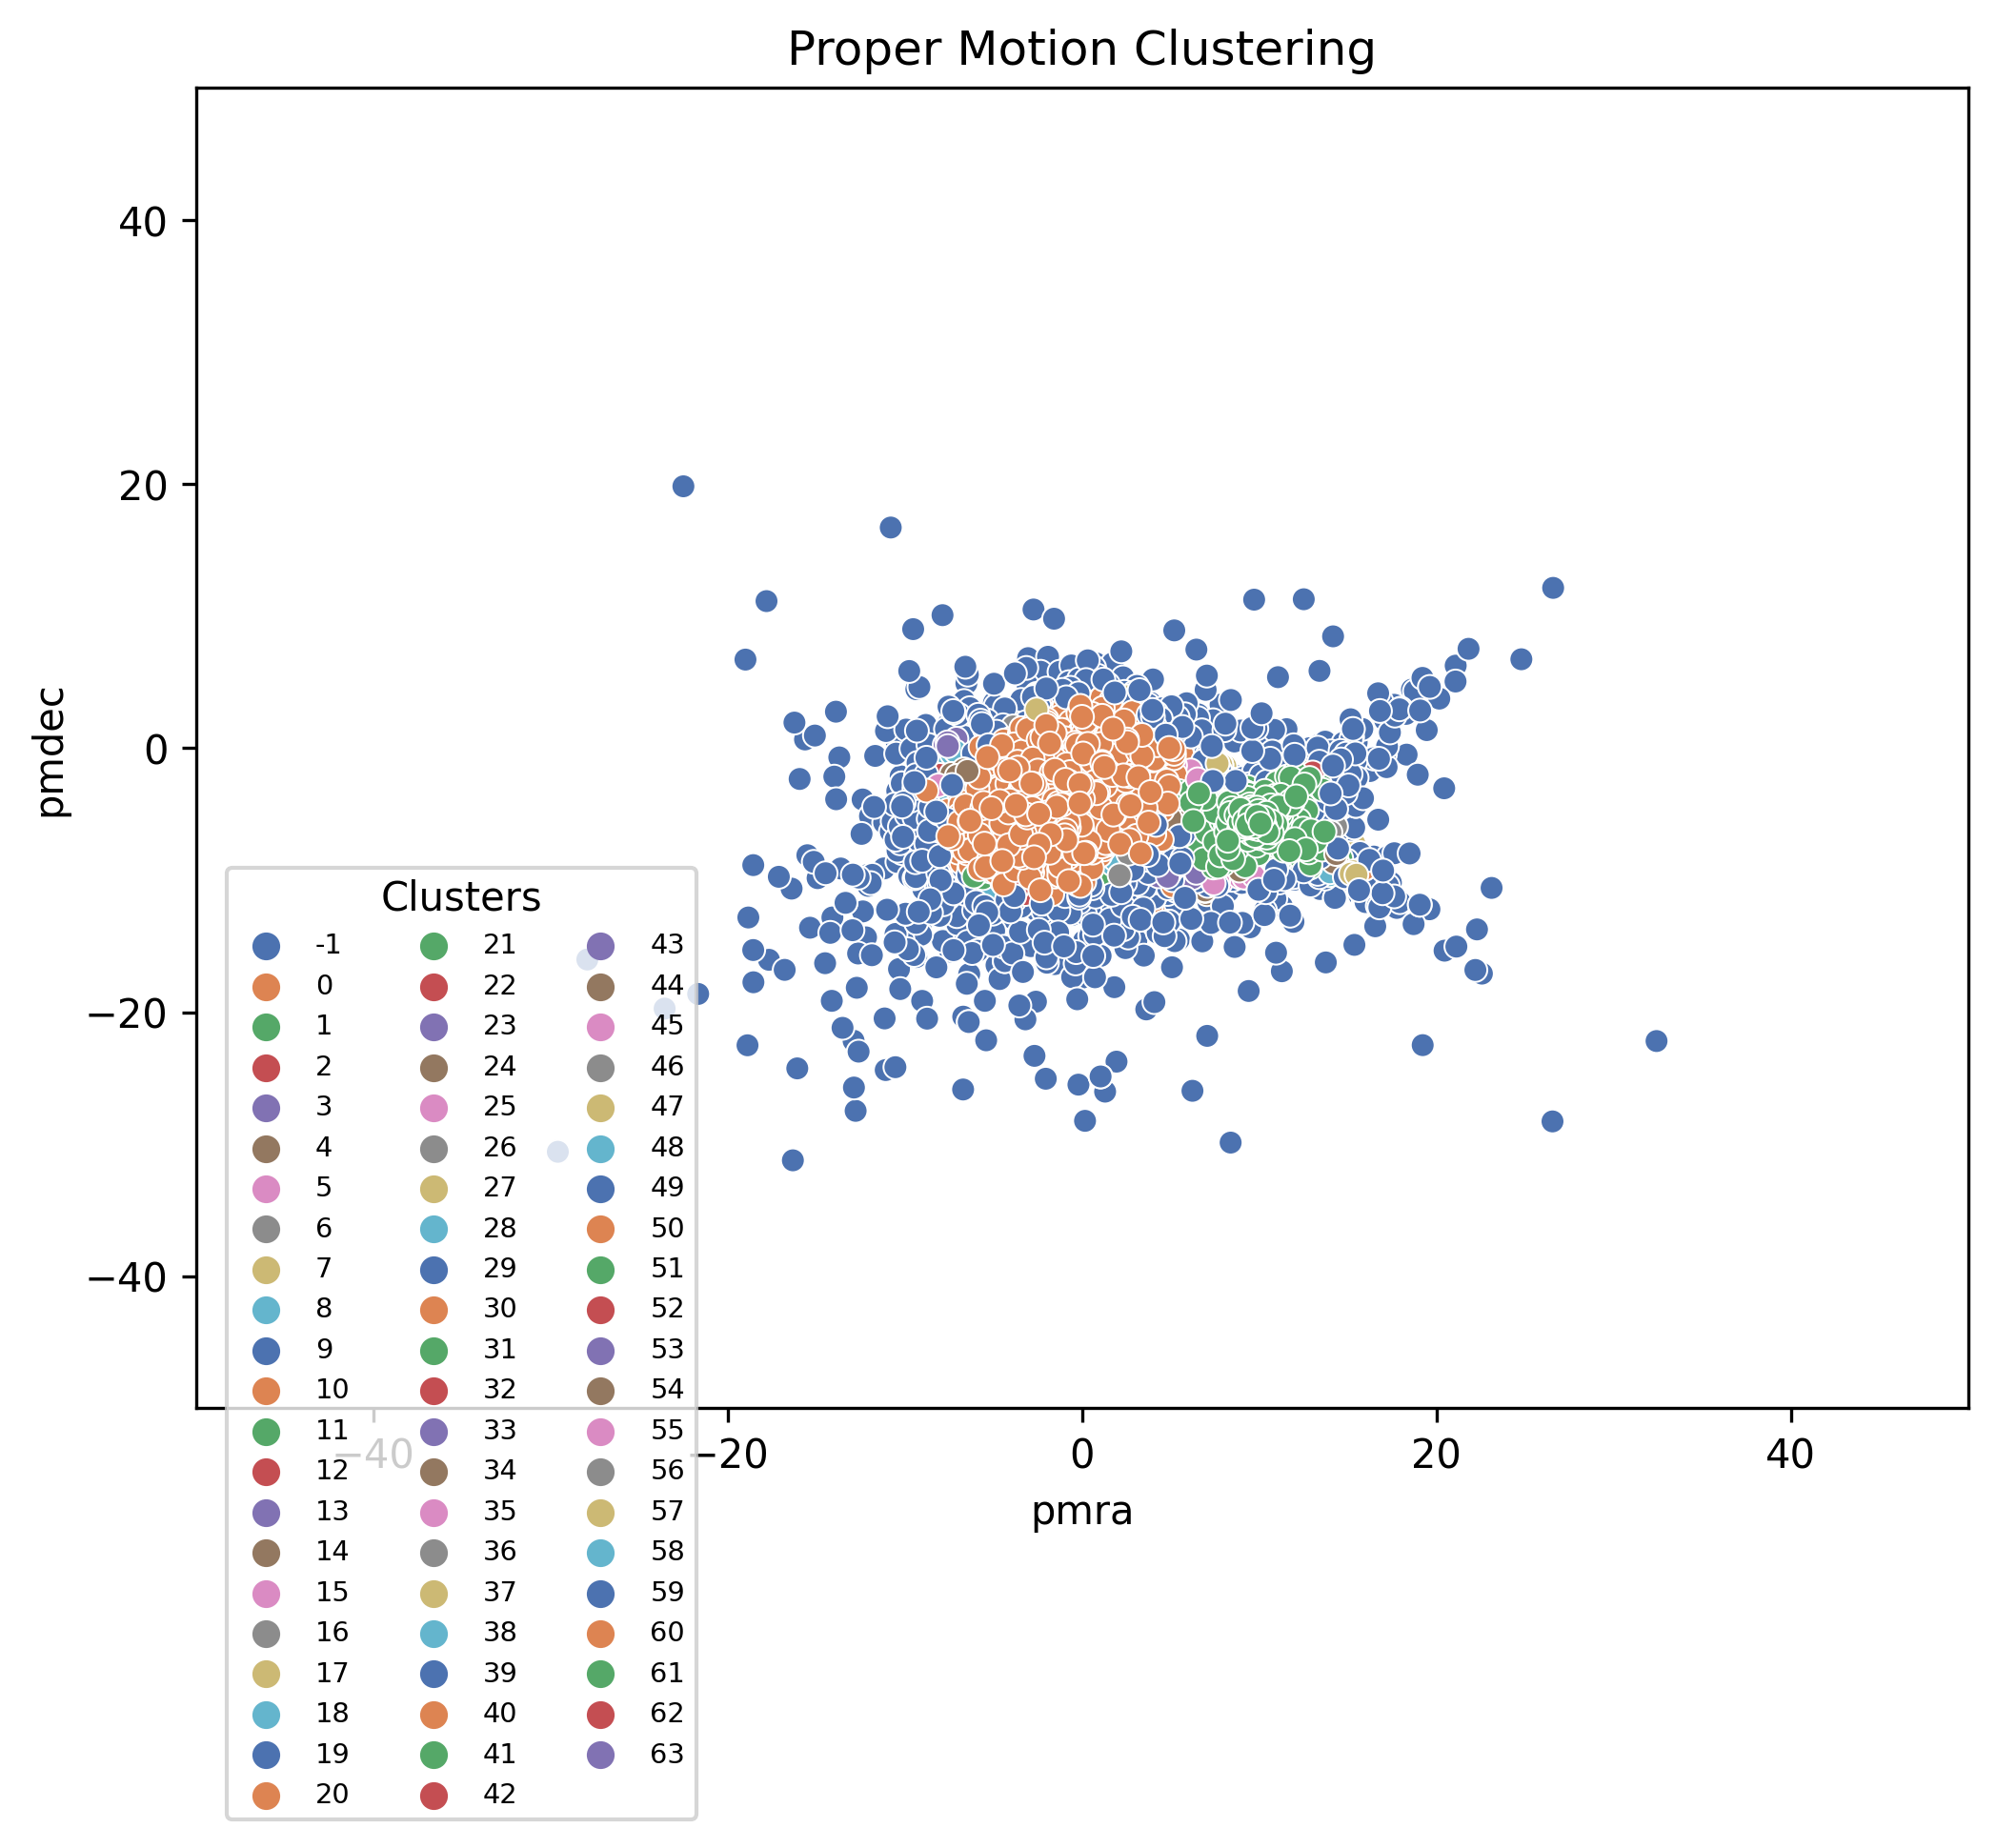 Proper Motion Clustering
pmdec
40
20
0
−20
−40
Clusters
-1 21 43
0 22 44
1 23 45
2 24 46
3 25 47
4 26 48
5 27 49
6 28 50
7 29 51
8 30 52
9 31 53
10 32 54
11 33 55
12 34 56
13 35 57
14 36 58
15 37 59
16 38 60
17 39 61
18 40 62
19 41 63
20 42
−40 −20 0 20 40
pmra